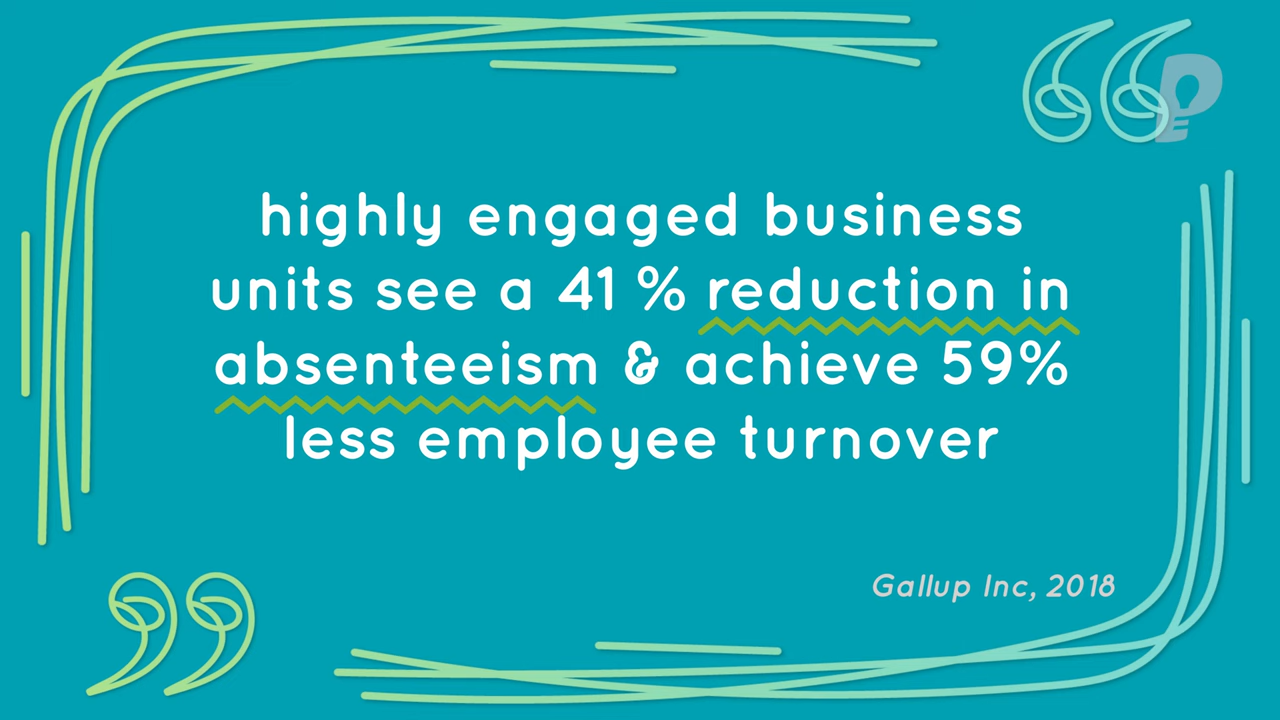 highly engaged business
units see a 41 % reduction in
absenteeism & achieve 59%
less employee turnover
Gallup Inc, 2018